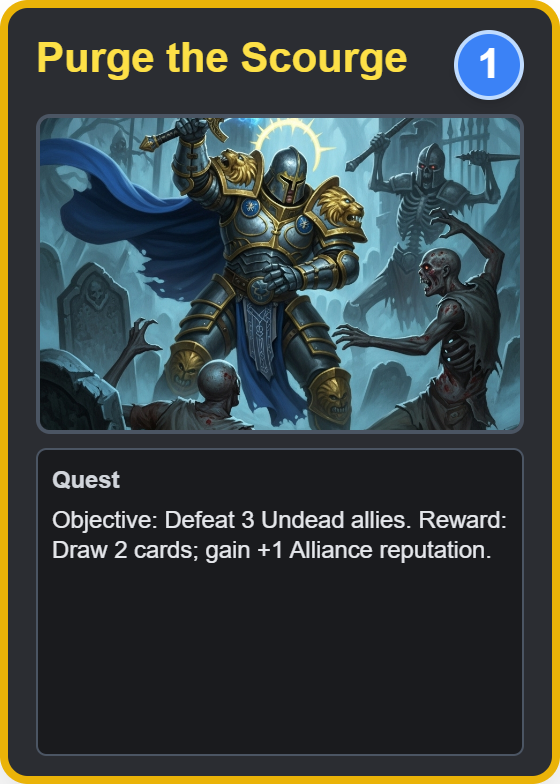 Purge the Scourge
1
Quest
Objective: Defeat 3 Undead allies. Reward:
Draw 2 cards; gain +1 Alliance reputation.